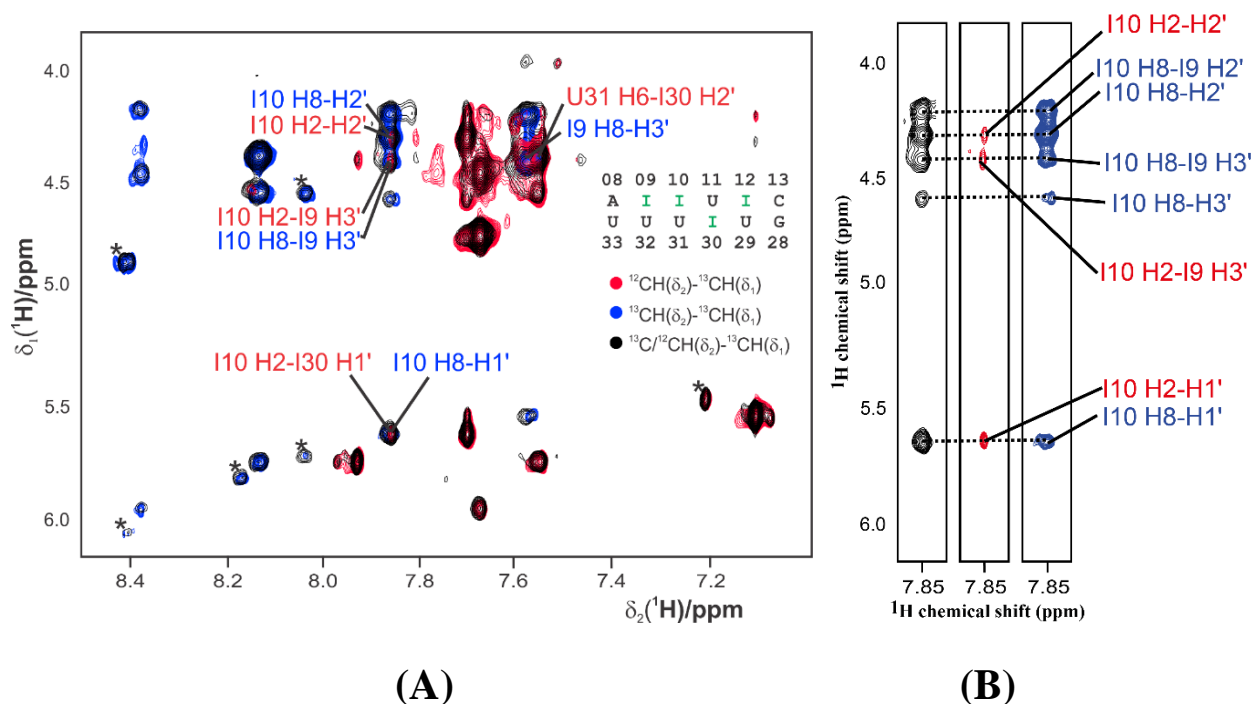 4.0
4.5
5.0
5.5
6.0
δ₁(¹H)/ppm
I10 H8-H2'
I10 H2-H2'
U31 H6-I30 H2'
I9 H8-H3'
I10 H2-I9 H3'
I10 H8-I9 H3'
08 09 10 11 12 13
A I I U I C
U U U I U G
33 32 31 30 29 28
¹²CH(δ₂)-¹³CH(δ₁)
¹³CH(δ₂)-¹³CH(δ₁)
¹³C/¹²CH(δ₂)-¹³CH(δ₁)
I10 H2-I30 H1'
I10 H8-H1'
*
*
*
*
*
*
8.4 8.2 8.0 7.8 7.6 7.4 7.2
δ₂(¹H)/ppm
(A)
4.0
4.5
5.0
5.5
6.0
¹H chemical shift (ppm)
I10 H2-H2'
I10 H8-I9 H2'
I10 H8-H2'
I10 H8-I9 H3'
I10 H8-H3'
I10 H2-I9 H3'
I10 H2-H1'
I10 H8-H1'
7.85 7.85 7.85
¹H chemical shift (ppm)
(B)